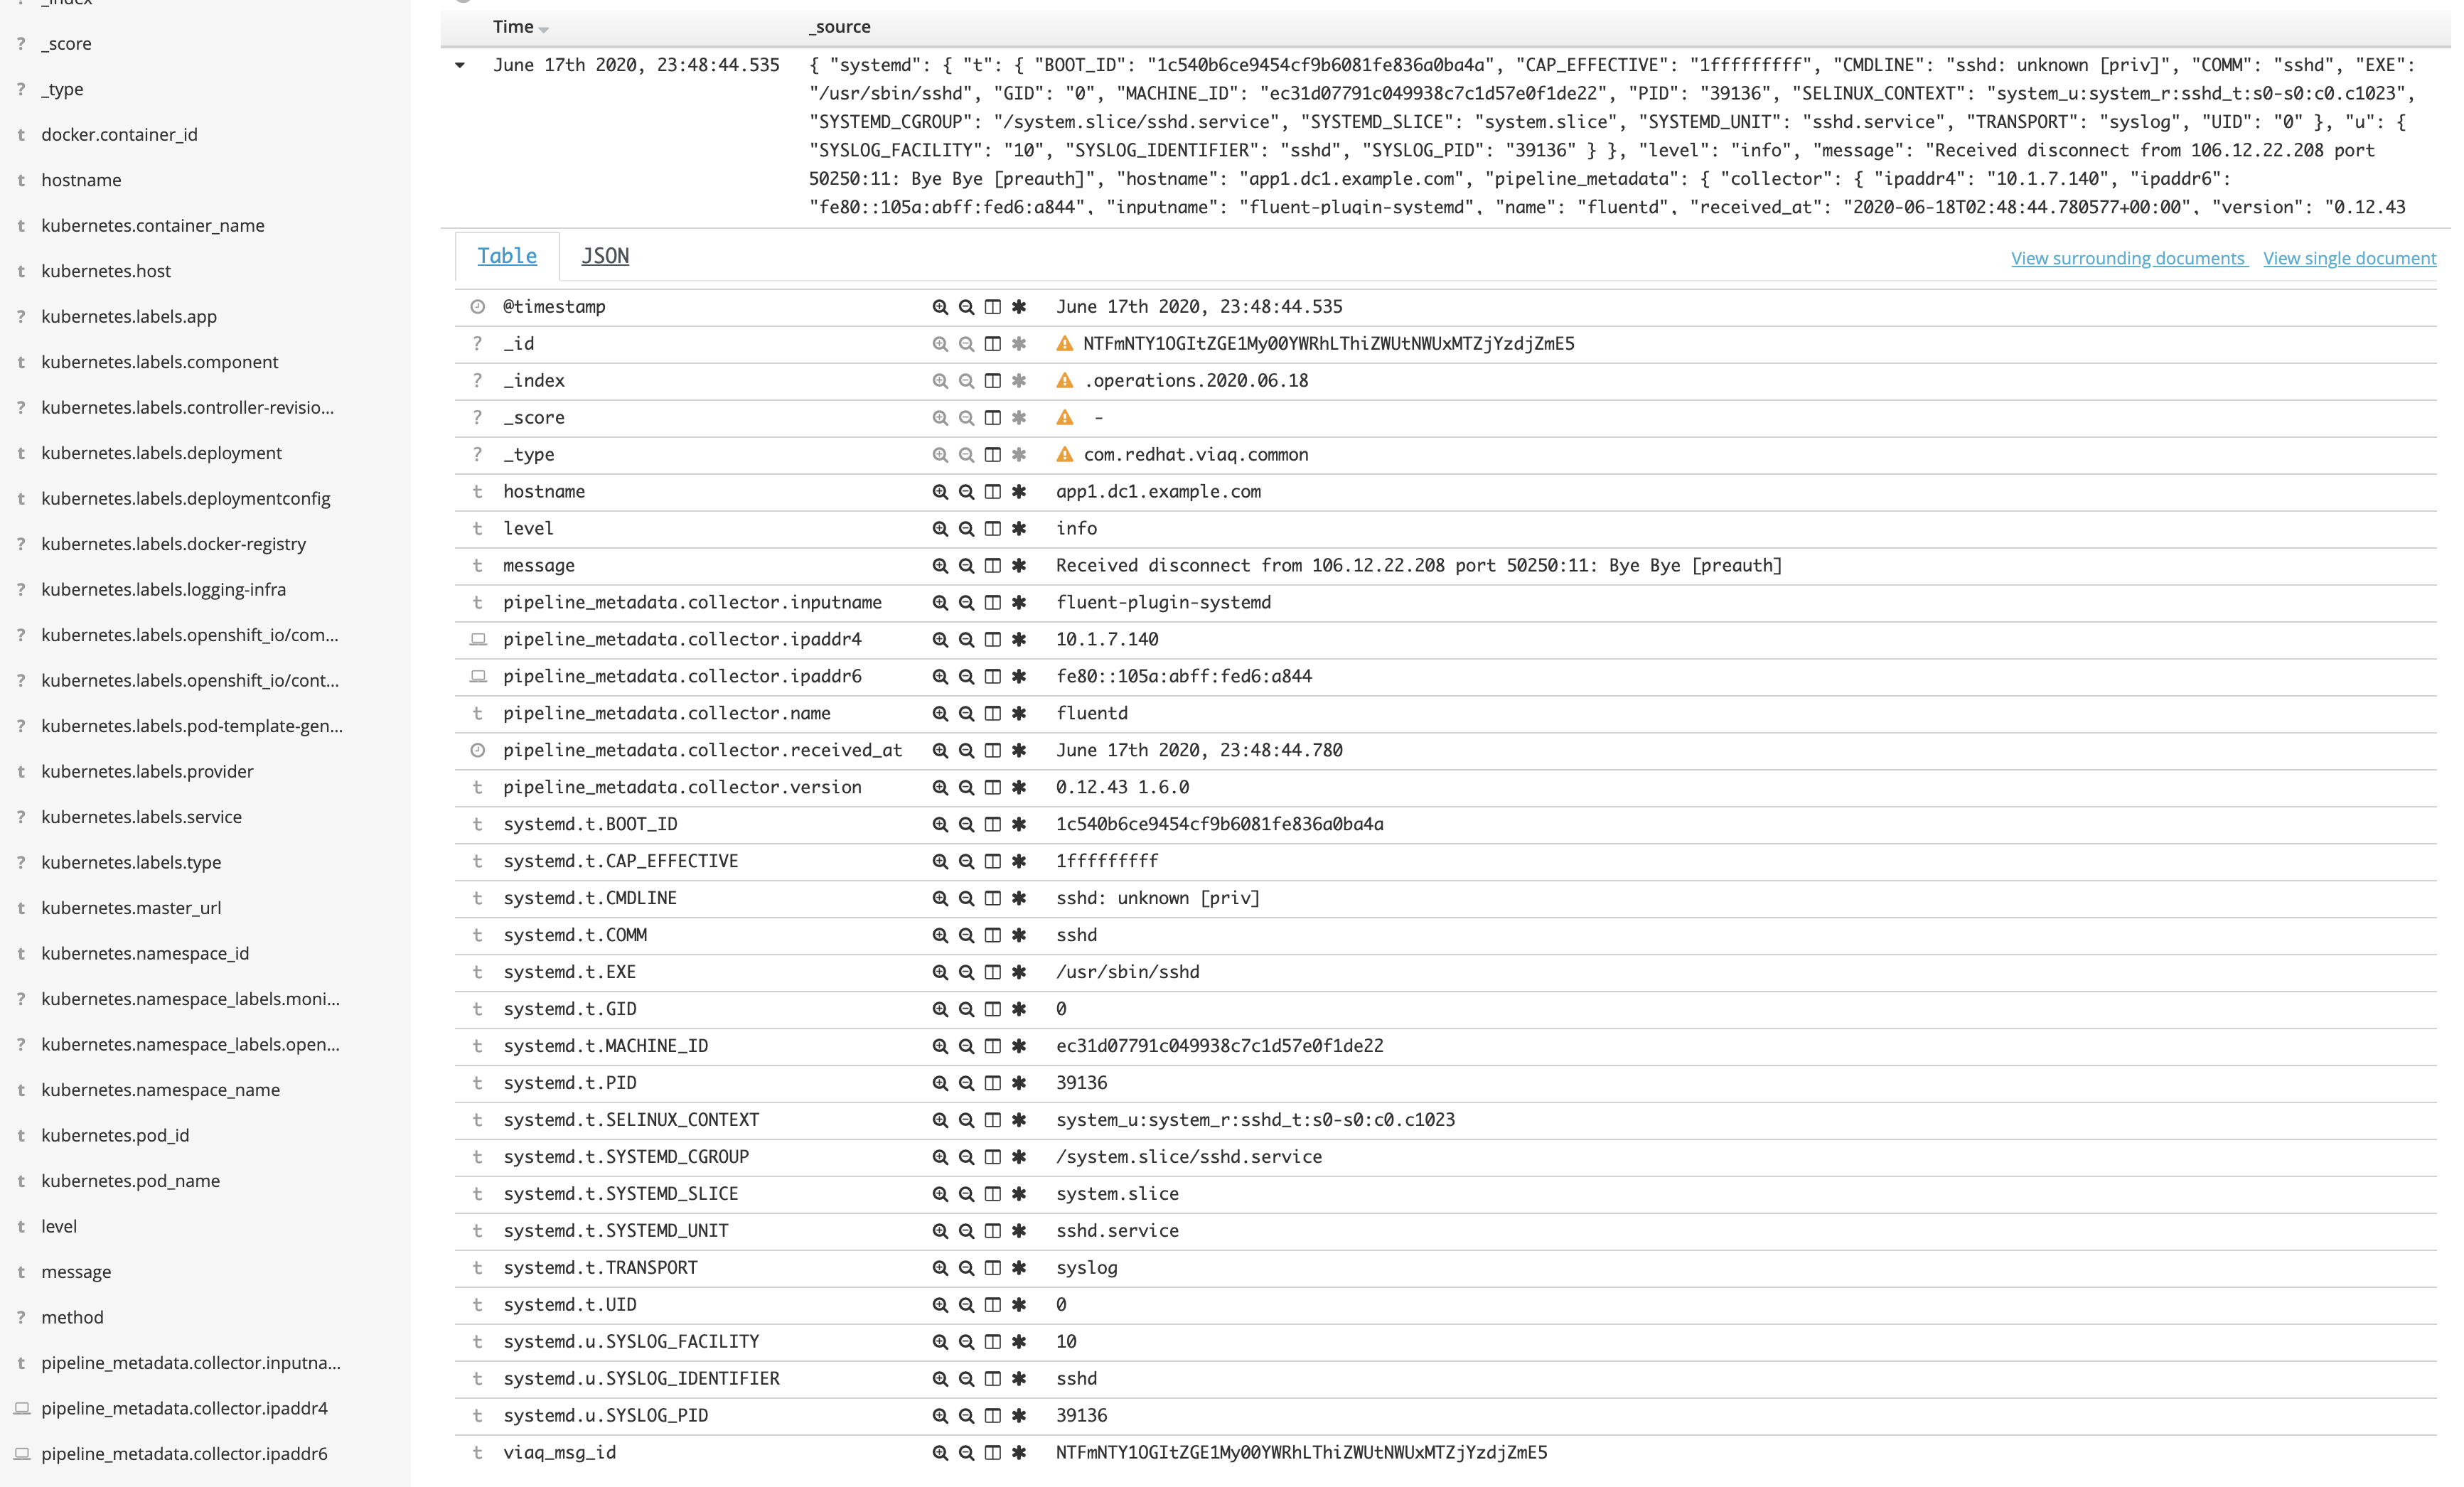 _index
? _score
? _type
t docker.container_id
t hostname
t kubernetes.container_name
t kubernetes.host
? kubernetes.labels.app
t kubernetes.labels.component
? kubernetes.labels.controller-revisio...
t kubernetes.labels.deployment
t kubernetes.labels.deploymentconfig
? kubernetes.labels.docker-registry
? kubernetes.labels.logging-infra
? kubernetes.labels.openshift_io/com...
? kubernetes.labels.openshift_io/cont...
? kubernetes.labels.pod-template-gen...
t kubernetes.labels.provider
t kubernetes.labels.service
? kubernetes.labels.type
t kubernetes.master_url
t kubernetes.namespace_id
? kubernetes.namespace_labels.moni...
? kubernetes.namespace_labels.open...
t kubernetes.namespace_name
t kubernetes.pod_id
t kubernetes.pod_name
t level
t message
? method
t pipeline_metadata.collector.inputna...
pipeline_metadata.collector.ipaddr4
pipeline_metadata.collector.ipaddr6
Time _source
June 17th 2020, 23:48:44.535 { "systemd": { "t": { "BOOT_ID": "1c540b6ce9454cf9b6081fe836a0ba4a", "CAP_EFFECTIVE": "1fffffffff", "CMDLINE": "sshd: unknown [priv]", "COMM": "sshd", "EXE":
"/usr/sbin/sshd", "GID": "0", "MACHINE_ID": "ec31d07791c049938c7c1d57e0f1de22", "PID": "39136", "SELINUX_CONTEXT": "system_u:system_r:sshd_t:s0-s0:c0.c1023",
"SYSTEMD_CGROUP": "/system.slice/sshd.service", "SYSTEMD_SLICE": "system.slice", "SYSTEMD_UNIT": "sshd.service", "TRANSPORT": "syslog", "UID": "0" }, "u": {
"SYSLOG_FACILITY": "10", "SYSLOG_IDENTIFIER": "sshd", "SYSLOG_PID": "39136" } }, "level": "info", "message": "Received disconnect from 106.12.22.208 port
50250:11: Bye Bye [preauth]", "hostname": "app1.dc1.example.com", "pipeline_metadata": { "collector": { "ipaddr4": "10.1.7.140", "ipaddr6":
"fe80::105a:abff:fed6:a844", "inputname": "fluent-plugin-systemd", "name": "fluentd", "received_at": "2020-06-18T02:48:44.780577+00:00", "version": "0.12.43
Table JSON View surrounding documents View single document
@timestamp June 17th 2020, 23:48:44.535
? _id NTFmNTY1OGItZGE1My00YWRhLThiZWUtNWUxMTZjYzdjZmE5
? _index .operations.2020.06.18
? _score -
? _type com.redhat.viaq.common
t hostname app1.dc1.example.com
t level info
t message Received disconnect from 106.12.22.208 port 50250:11: Bye Bye [preauth]
t pipeline_metadata.collector.inputname fluent-plugin-systemd
pipeline_metadata.collector.ipaddr4 10.1.7.140
pipeline_metadata.collector.ipaddr6 fe80::105a:abff:fed6:a844
t pipeline_metadata.collector.name fluentd
pipeline_metadata.collector.received_at June 17th 2020, 23:48:44.780
t pipeline_metadata.collector.version 0.12.43 1.6.0
t systemd.t.BOOT_ID 1c540b6ce9454cf9b6081fe836a0ba4a
t systemd.t.CAP_EFFECTIVE 1fffffffff
t systemd.t.CMDLINE sshd: unknown [priv]
t systemd.t.COMM sshd
t systemd.t.EXE /usr/sbin/sshd
t systemd.t.GID 0
t systemd.t.MACHINE_ID ec31d07791c049938c7c1d57e0f1de22
t systemd.t.PID 39136
t systemd.t.SELINUX_CONTEXT system_u:system_r:sshd_t:s0-s0:c0.c1023
t systemd.t.SYSTEMD_CGROUP /system.slice/sshd.service
t systemd.t.SYSTEMD_SLICE system.slice
t systemd.t.SYSTEMD_UNIT sshd.service
t systemd.t.TRANSPORT syslog
t systemd.t.UID 0
t systemd.u.SYSLOG_FACILITY 10
t systemd.u.SYSLOG_IDENTIFIER sshd
t systemd.u.SYSLOG_PID 39136
t viaq_msg_id NTFmNTY1OGItZGE1My00YWRhLThiZWUtNWUxMTZjYzdjZmE5